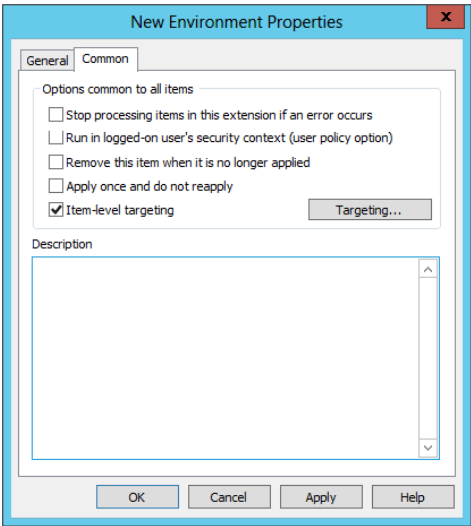 New Environment Properties
x
General Common
Options common to all items
Stop processing items in this extension if an error occurs
Run in logged-on user's security context (user policy option)
Remove this item when it is no longer applied
Apply once and do not reapply
Item-level targeting Targeting...
Description
OK Cancel Apply Help